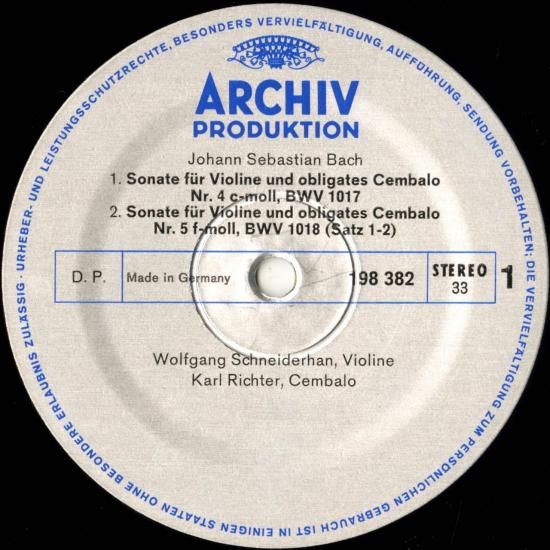 URHEBER- UND LEISTUNGSSCHUTZRECHTE, BESONDERS VERVIELFÄLTIGUNG, AUFFÜHRUNG, SENDUNG VORBEHALTEN; DIE VERVIELFÄLTIGUNG ZUM PERSÖNLICHEN GEBRAUCH IST IN EINIGEN STAATEN OHNE BESONDERE ERLAUBNIS ZULÄSSIG ·
ARCHIV
PRODUKTION
Johann Sebastian Bach
1. Sonate für Violine und obligates Cembalo
Nr. 4 c-moll, BWV 1017
2. Sonate für Violine und obligates Cembalo
Nr. 5 f-moll, BWV 1018 (Satz 1-2)
D. P. Made in Germany 198 382 STEREO 1
33
Wolfgang Schneiderhan, Violine
Karl Richter, Cembalo